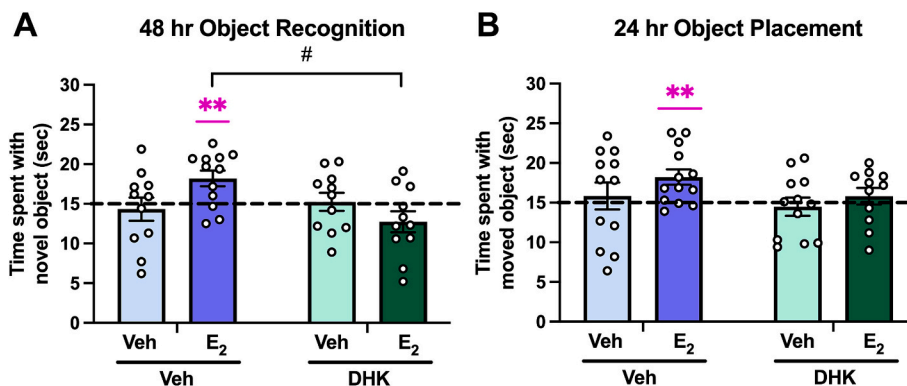 A
48 hr Object Recognition
#
**
Time spent with
novel object (sec)
30
25
20
15
10
5
0
Veh
E₂
Veh
E₂
Veh
DHK
B
24 hr Object Placement
**
Time spent with
moved object (sec)
30
25
20
15
10
5
0
Veh
E₂
Veh
E₂
Veh
DHK